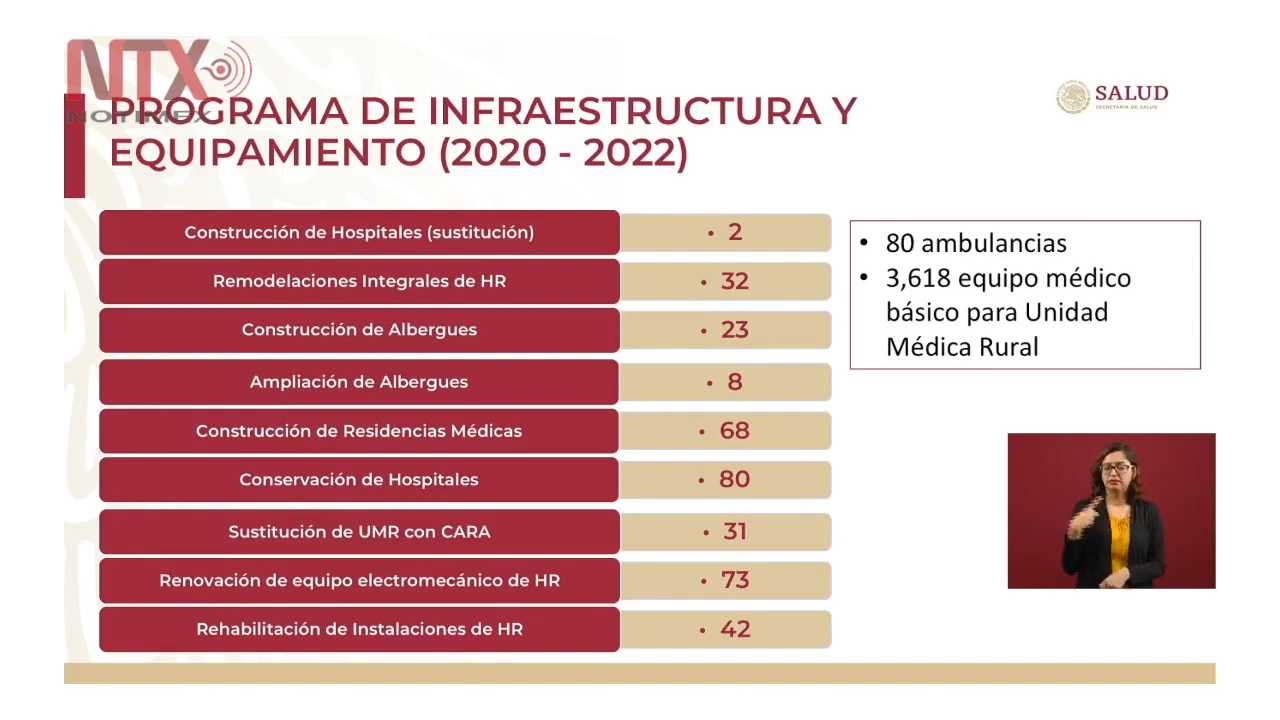 NTX
NOTIMEX
PROGRAMA DE INFRAESTRUCTURA Y
EQUIPAMIENTO (2020 - 2022)
SALUD
SECRETARÍA DE SALUD
Construcción de Hospitales (sustitución)
• 2
Remodelaciones Integrales de HR
• 32
Construcción de Albergues
• 23
Ampliación de Albergues
• 8
Construcción de Residencias Médicas
• 68
Conservación de Hospitales
• 80
Sustitución de UMR con CARA
• 31
Renovación de equipo electromecánico de HR
• 73
Rehabilitación de Instalaciones de HR
• 42
• 80 ambulancias
• 3,618 equipo médico
básico para Unidad
Médica Rural